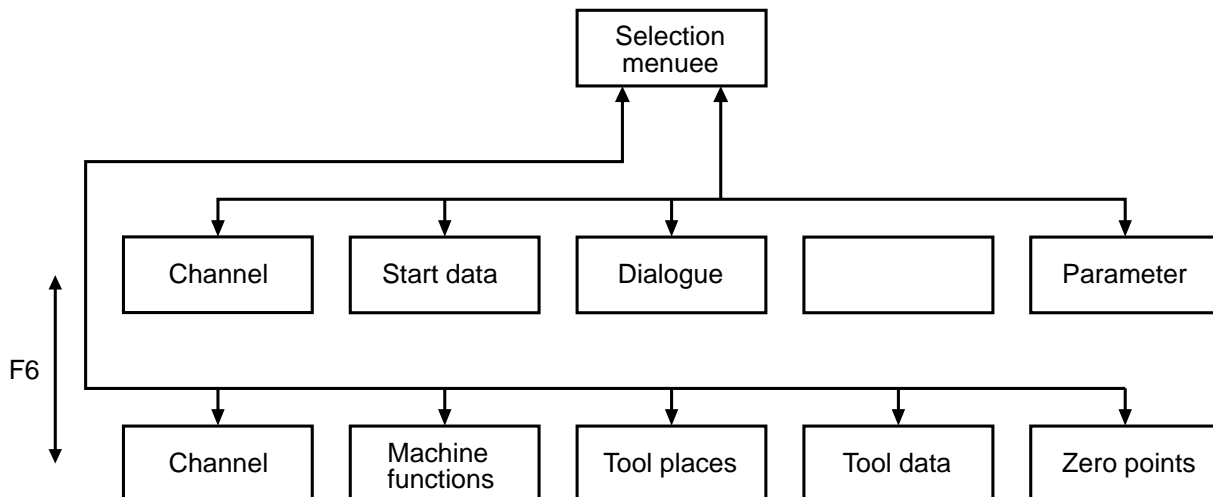 Selection
menuee
Channel
Start data
Dialogue
Parameter
F6
Channel
Machine
functions
Tool places
Tool data
Zero points